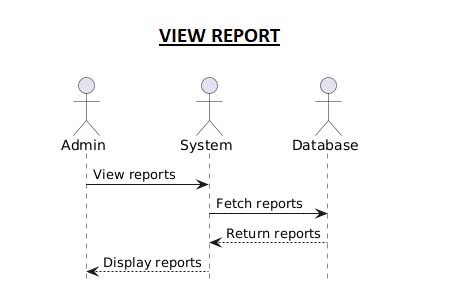 VIEW REPORT
Admin
System
Database
View reports
Fetch reports
Return reports
Display reports